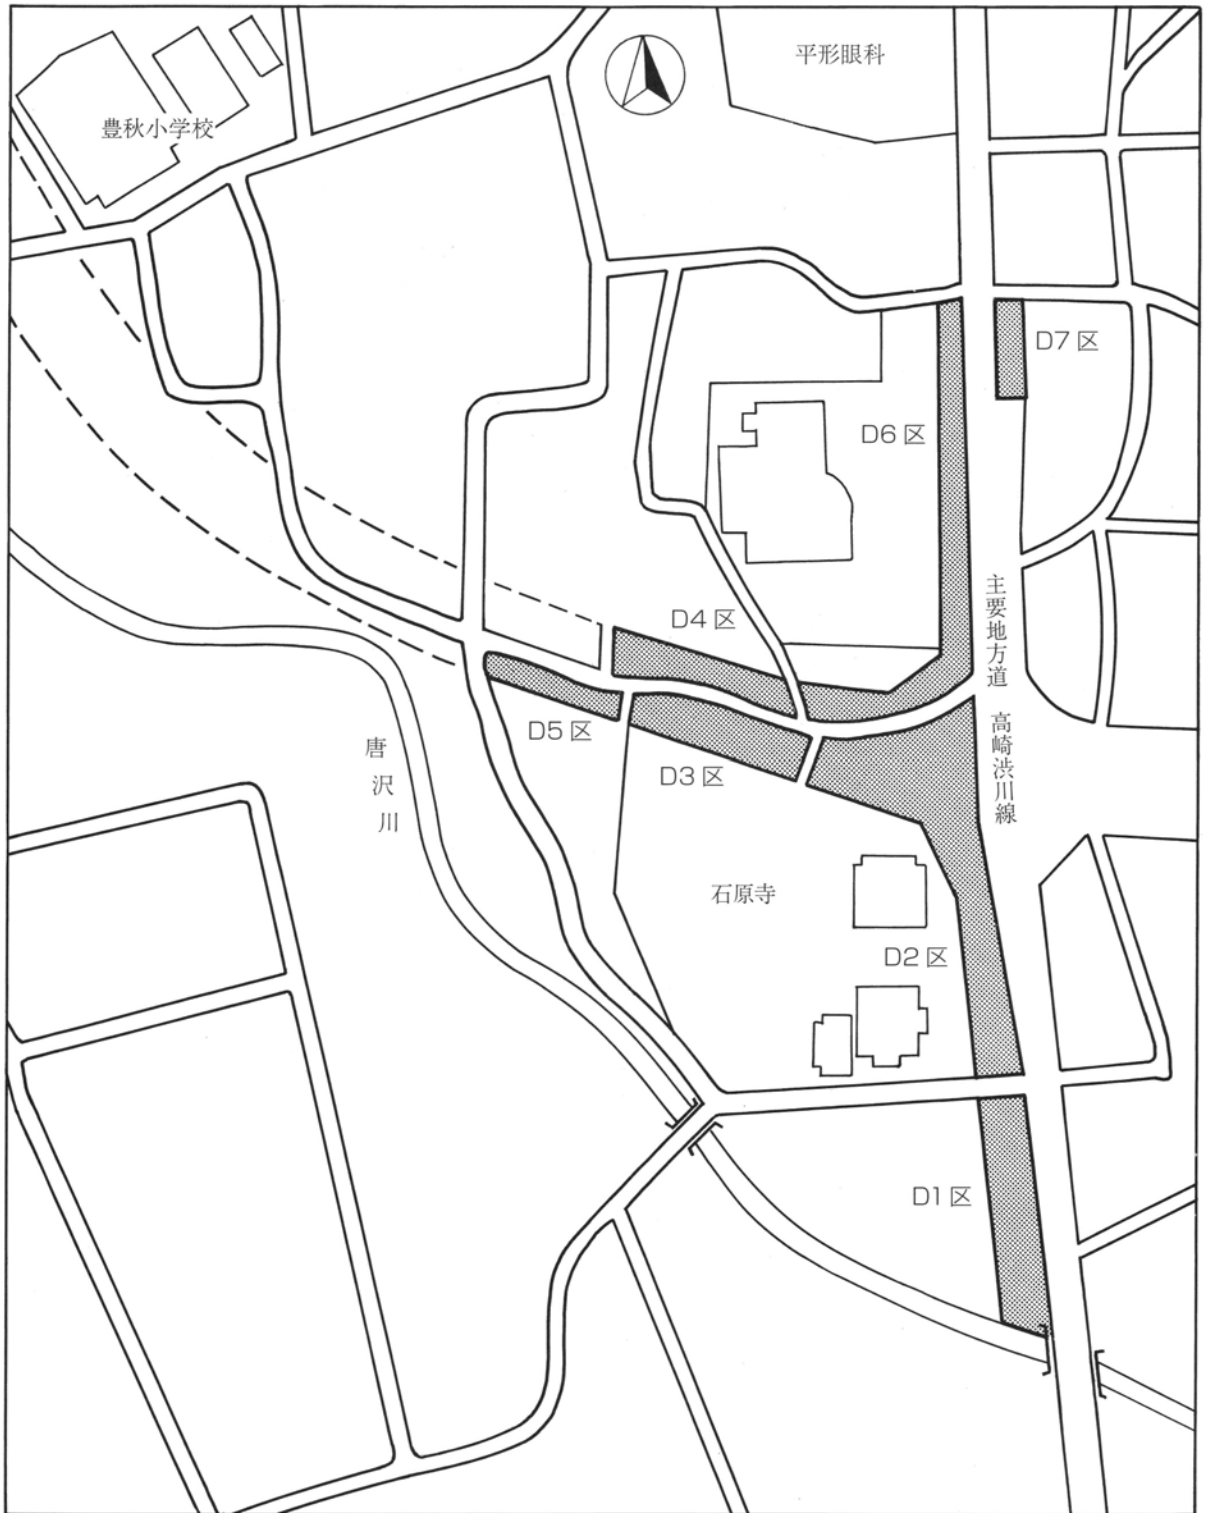 平形眼科
豊秋小学校
D7区
D6区
主要地方道 高崎渋川線
D4区
D5区
D3区
唐沢川
石原寺
D2区
D1区